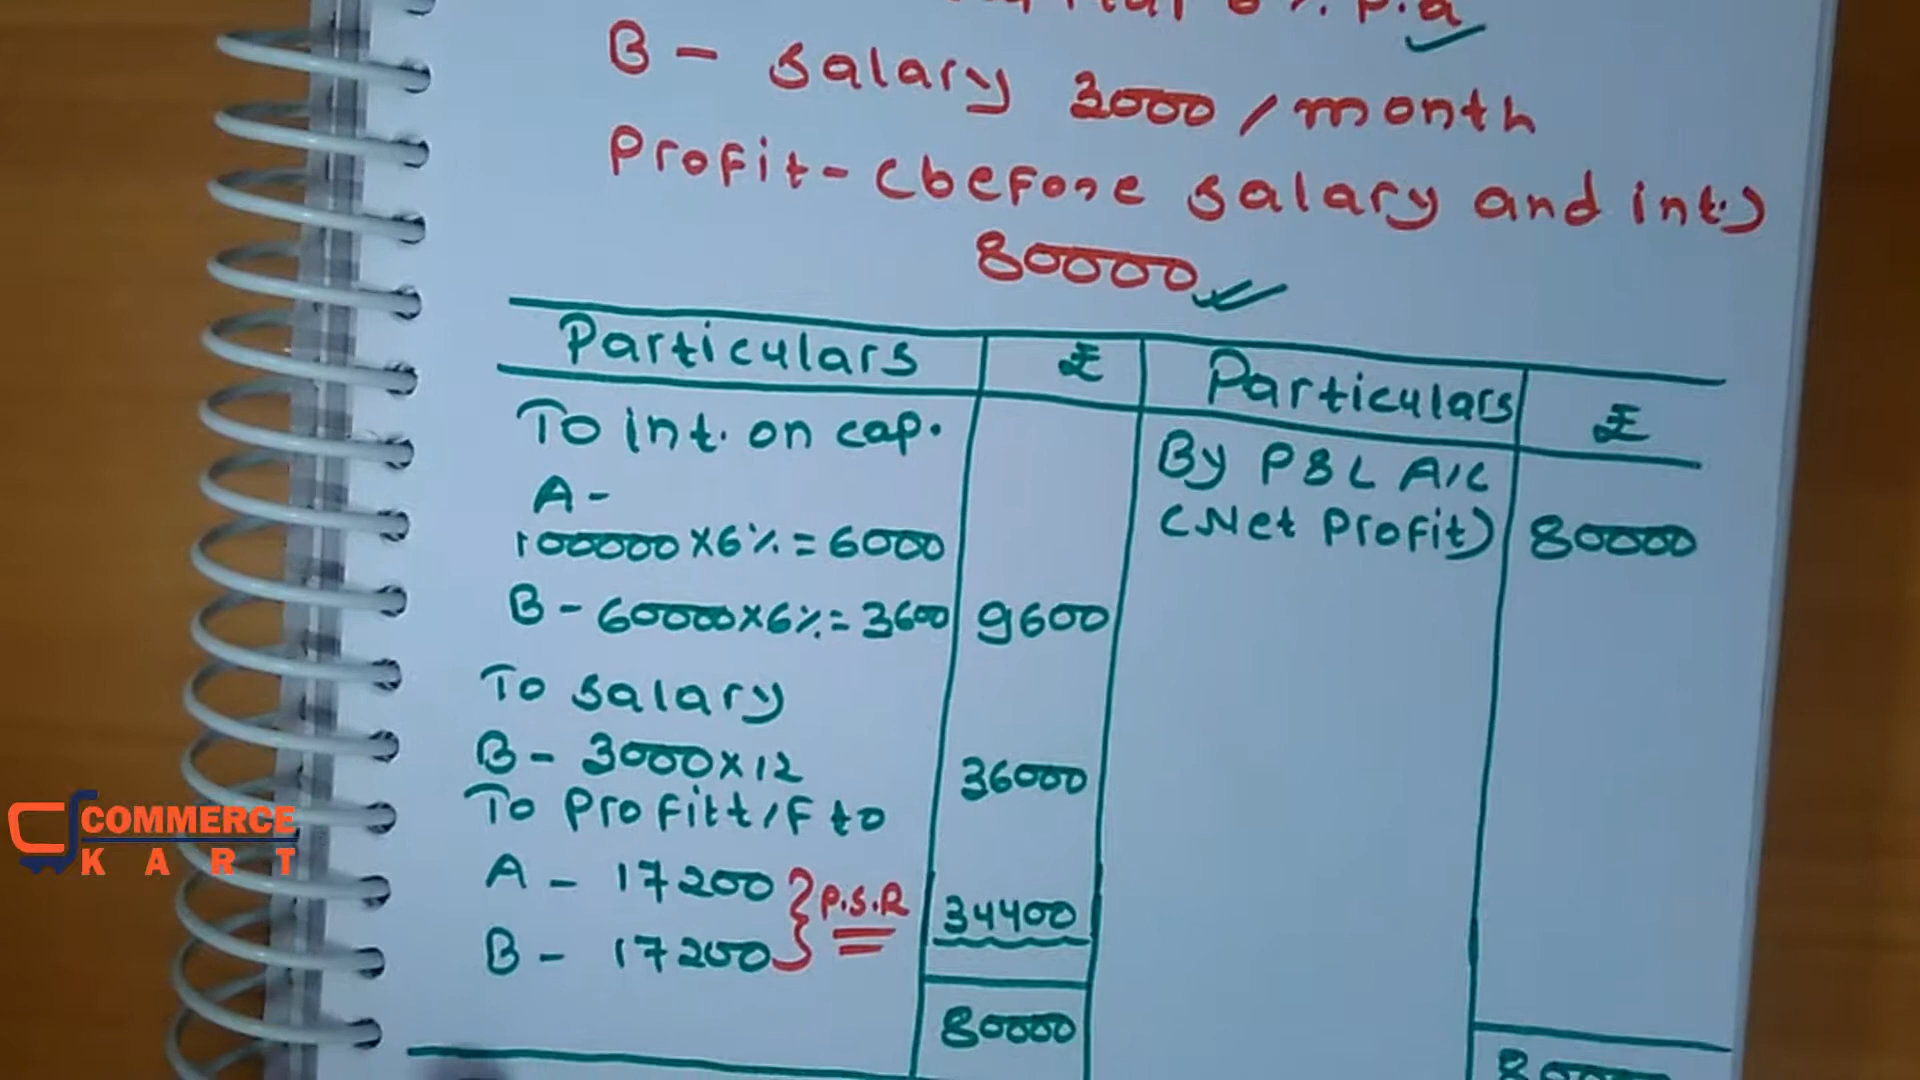 6%. P.a
B - salary 3000 / month
Profit - (before salary and int.)
80000
Particulars ₹ Particulars ₹
To int. on cap.
A -
100000 x 6% = 6000
B - 60000 x 6% = 3600 9600
To salary
B - 3000 x 12 36000
To Profit t/f to
A - 17200
B - 17200
P.S.R
34400
80000
By P&L A/c
(Net Profit) 80000
COMMERCE
KART